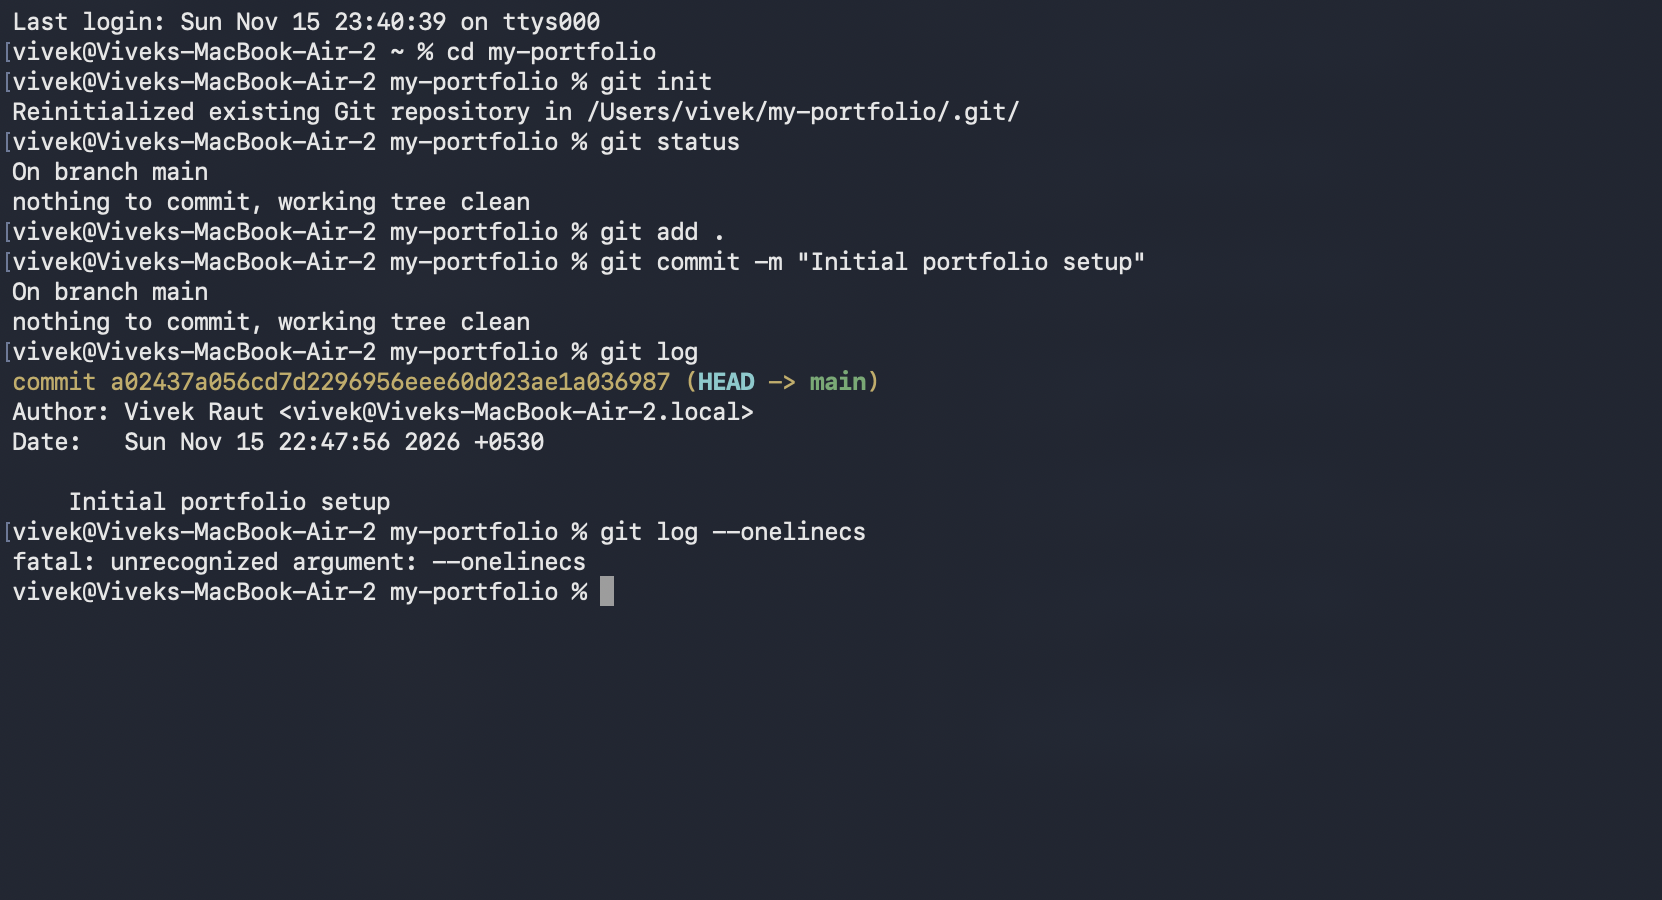 Last login: Sun Nov 15 23:40:39 on ttys000
[vivek@Viveks-MacBook-Air-2 ~ % cd my-portfolio
[vivek@Viveks-MacBook-Air-2 my-portfolio % git init
Reinitialized existing Git repository in /Users/vivek/my-portfolio/.git/
[vivek@Viveks-MacBook-Air-2 my-portfolio % git status
On branch main
nothing to commit, working tree clean
[vivek@Viveks-MacBook-Air-2 my-portfolio % git add .
[vivek@Viveks-MacBook-Air-2 my-portfolio % git commit -m "Initial portfolio setup"
On branch main
nothing to commit, working tree clean
[vivek@Viveks-MacBook-Air-2 my-portfolio % git log
commit a02437a056cd7d2296956eee60d023ae1a036987 (HEAD -> main)
Author: Vivek Raut <vivek@Viveks-MacBook-Air-2.local>
Date:   Sun Nov 15 22:47:56 2026 +0530

    Initial portfolio setup
[vivek@Viveks-MacBook-Air-2 my-portfolio % git log --onelinecs
fatal: unrecognized argument: --onelinecs
vivek@Viveks-MacBook-Air-2 my-portfolio %